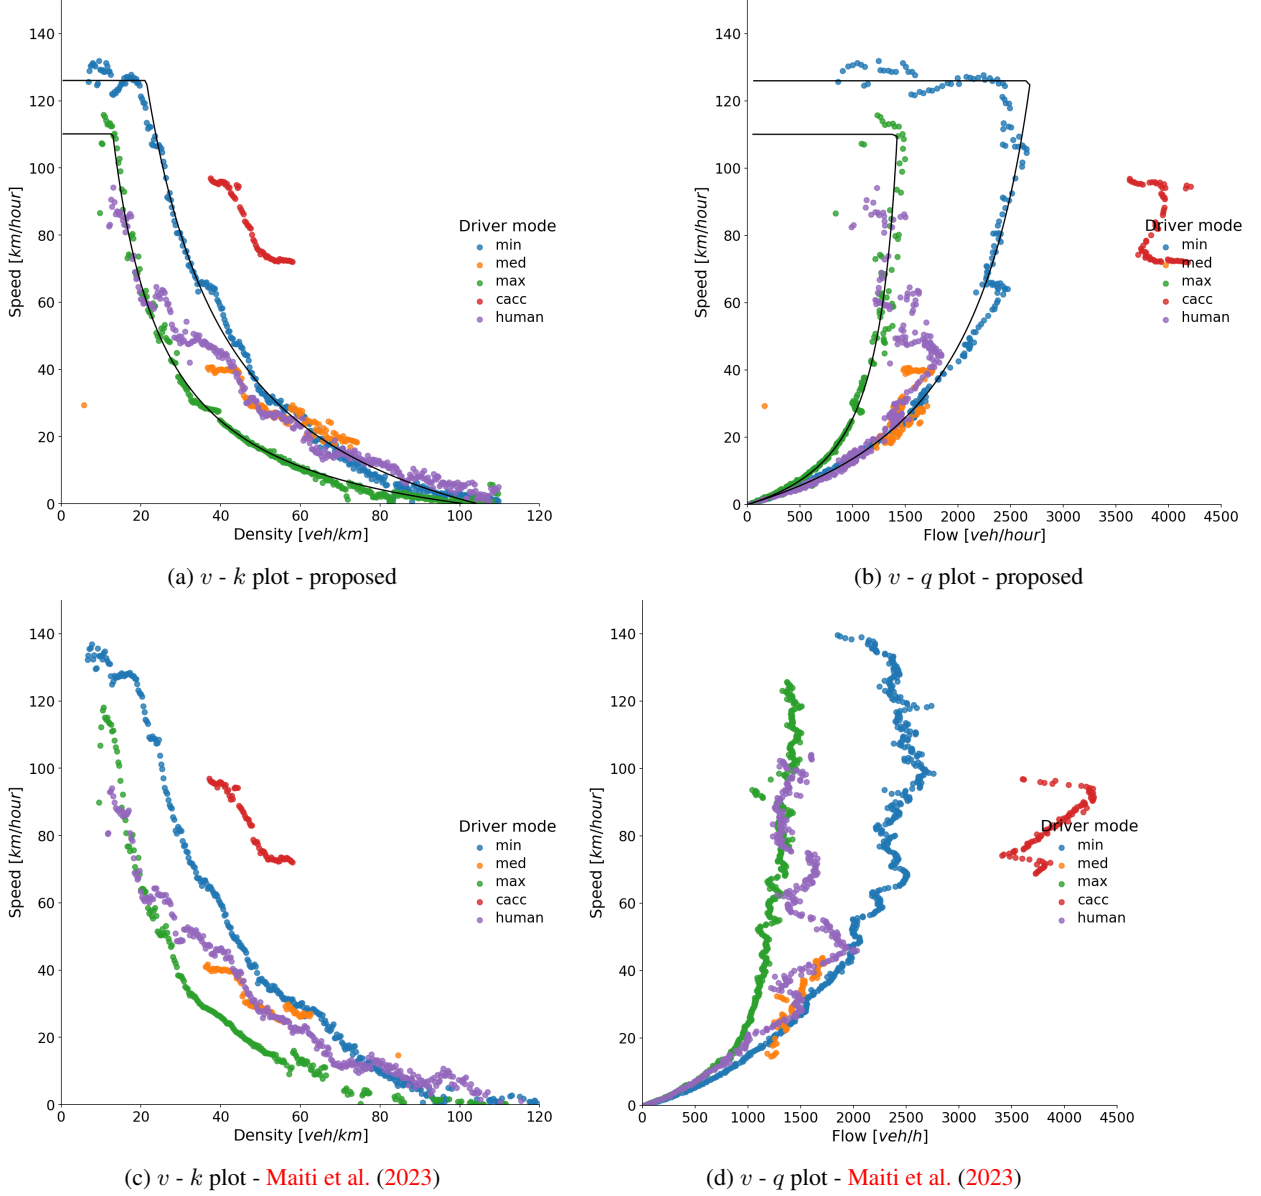 140
120
100
80
60
40
20
0
Speed [km/hour]
0 20 40 60 80 100 120
Density [veh/km]
Driver mode
min
med
max
cacc
human
(a) v - k plot - proposed
140
120
100
80
60
40
20
0
Speed [km/hour]
0 500 1000 1500 2000 2500 3000 3500 4000 4500
Flow [veh/hour]
Driver mode
min
med
max
cacc
human
(b) v - q plot - proposed
140
120
100
80
60
40
20
0
Speed [km/hour]
0 20 40 60 80 100 120
Density [veh/km]
Driver mode
min
med
max
cacc
human
(c) v - k plot - Maiti et al. (2023)
140
120
100
80
60
40
20
0
Speed [km/hour]
0 500 1000 1500 2000 2500 3000 3500 4000 4500
Flow [veh/h]
Driver mode
min
med
max
cacc
human
(d) v - q plot - Maiti et al. (2023)